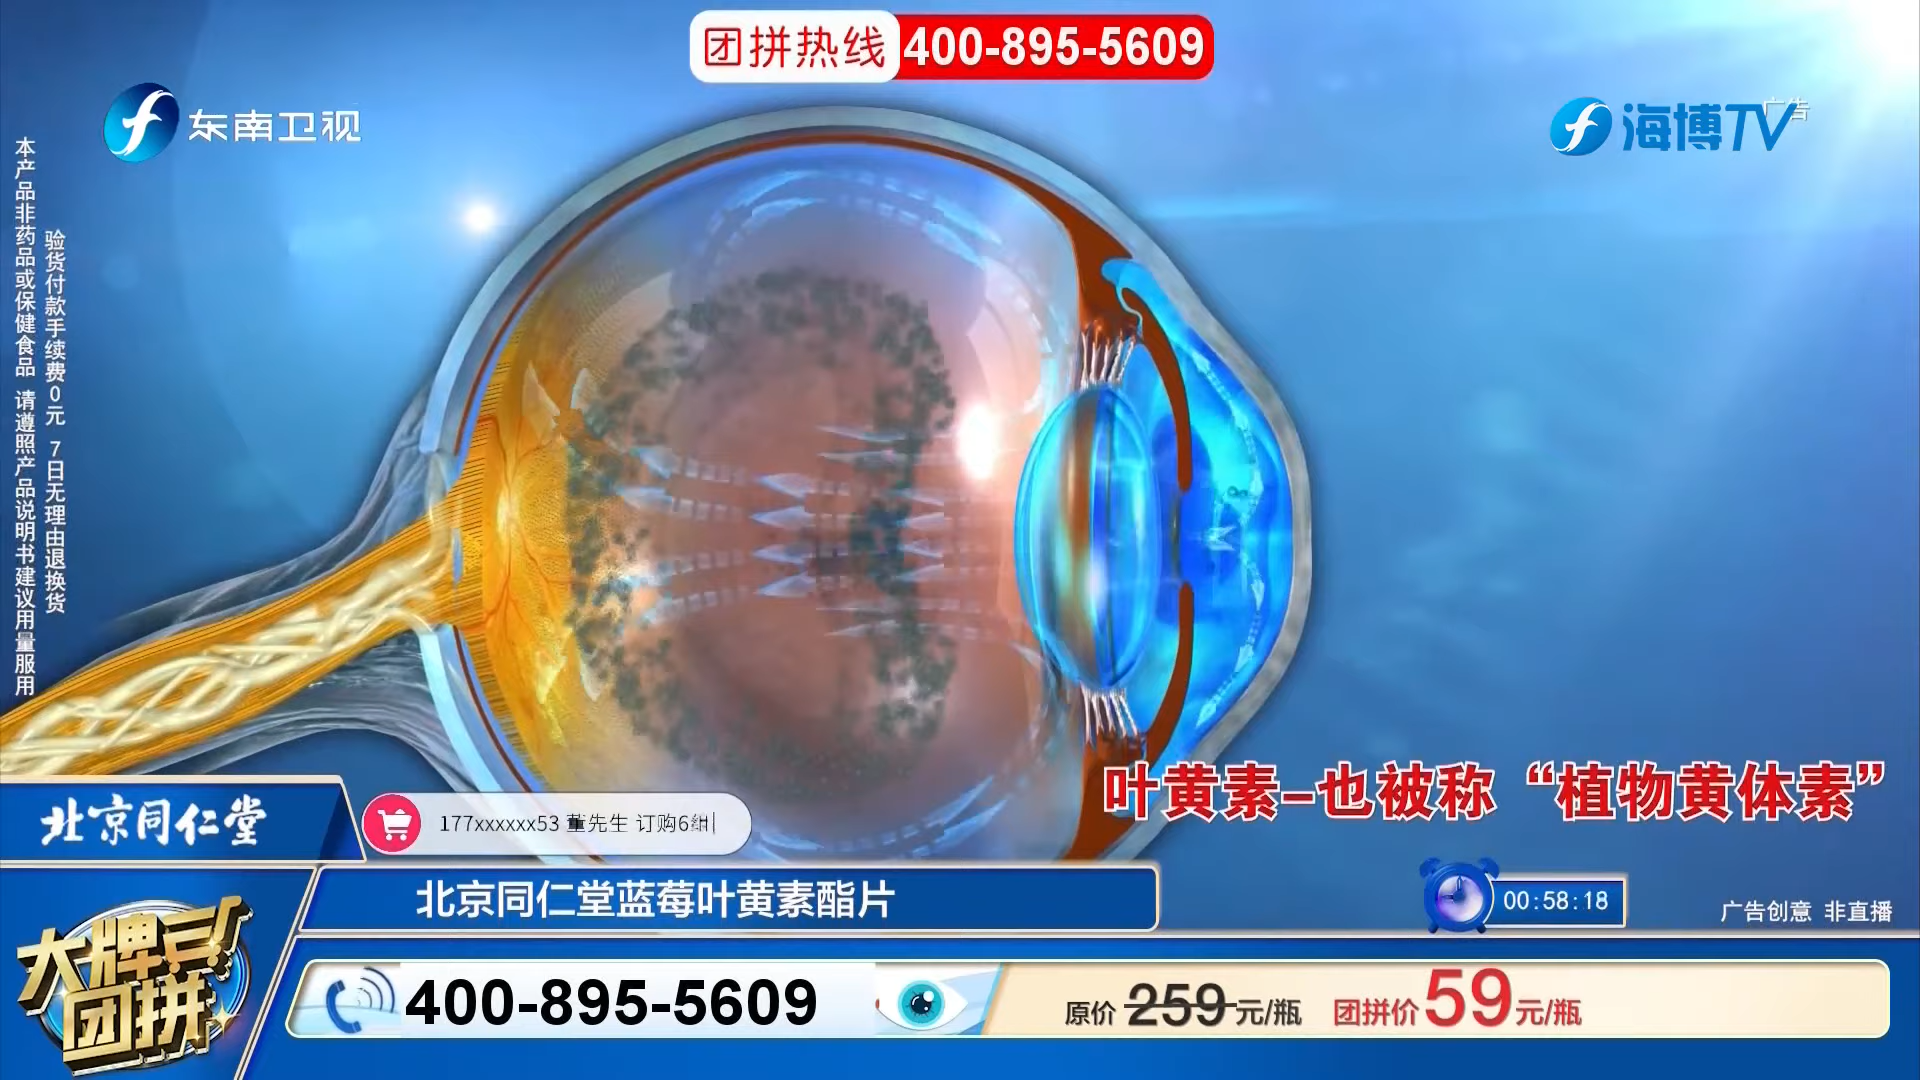 团拼热线 400-895-5609
东南卫视
海博TV
广告
本产品非药品或保健食品 请遵照产品说明书建议用量服用
验货付款手续费0元 7日无理由退换货
叶黄素-也被称“植物黄体素”
北京同仁堂
177xxxxxx53 董先生 订购6组
北京同仁堂蓝莓叶黄素酯片
00:58:18
广告创意 非直播
大牌团拼
400-895-5609
原价 259元/瓶 团拼价59元/瓶